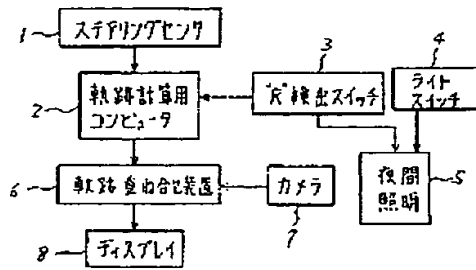 1
ステアリングセンサ
2
軌跡計算用
コンピュータ
3
"R"検出スイッチ
4
ライト
スイッチ
6
軌跡重ね合せ装置
カメラ
7
夜間
照明
5
8
ディスプレイ